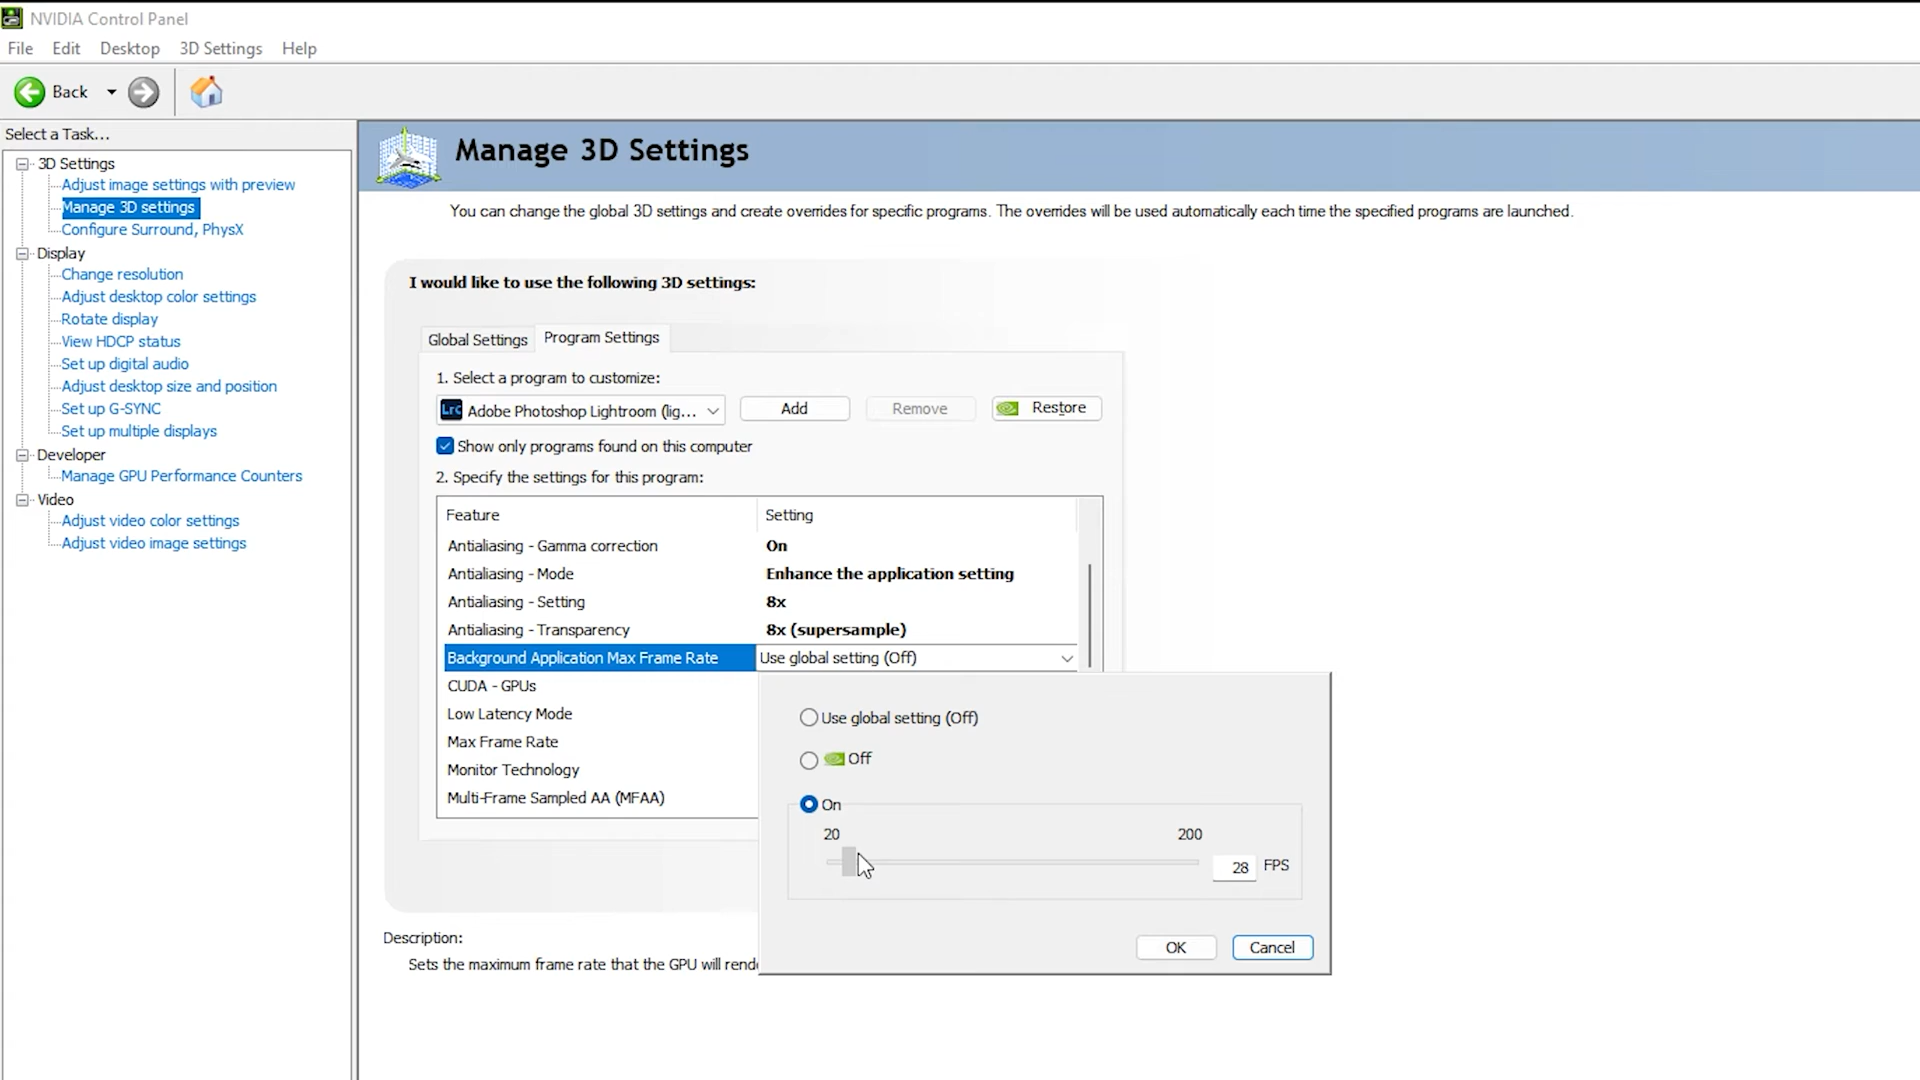 NVIDIA Control Panel
File Edit Desktop 3D Settings Help
Back
Select a Task...
3D Settings
Adjust image settings with preview
Manage 3D settings
Configure Surround, PhysX
Display
Change resolution
Adjust desktop color settings
Rotate display
View HDCP status
Set up digital audio
Adjust desktop size and position
Set up G-SYNC
Set up multiple displays
Developer
Manage GPU Performance Counters
Video
Adjust video color settings
Adjust video image settings
Manage 3D Settings
You can change the global 3D settings and create overrides for specific programs. The overrides will be used automatically each time the specified programs are launched.
I would like to use the following 3D settings:
Global Settings Program Settings
1. Select a program to customize:
Lrc Adobe Photoshop Lightroom (lig... Add Remove Restore
Show only programs found on this computer
2. Specify the settings for this program:
Feature Setting
Antialiasing - Gamma correction On
Antialiasing - Mode Enhance the application setting
Antialiasing - Setting 8x
Antialiasing - Transparency 8x (supersample)
Background Application Max Frame Rate Use global setting (Off)
CUDA - GPUs
Low Latency Mode
Max Frame Rate
Monitor Technology
Multi-Frame Sampled AA (MFAA)
Use global setting (Off)
Off
On
20 200
28 FPS
OK Cancel
Description:
Sets the maximum frame rate that the GPU will rend